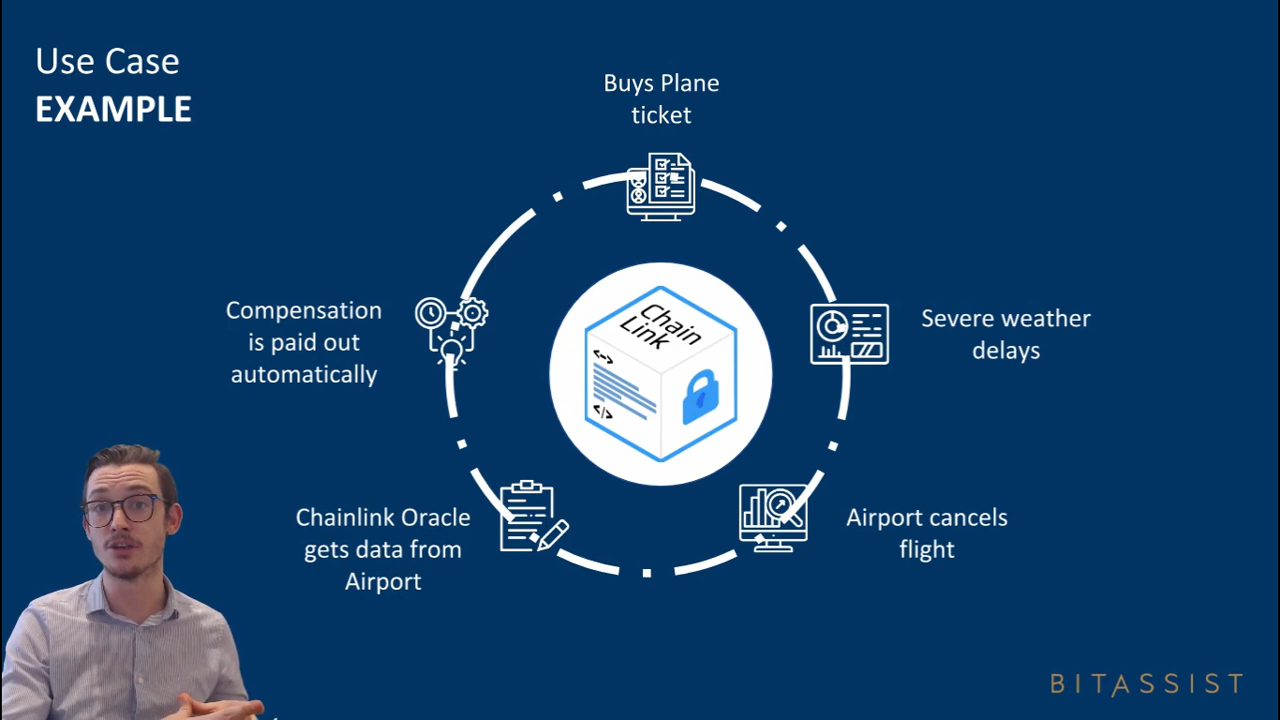 Use Case
EXAMPLE
Buys Plane
ticket
Chain
Link
Severe weather
delays
Airport cancels
flight
Chainlink Oracle
gets data from
Airport
Compensation
is paid out
automatically
<->
</>
BITASSIST